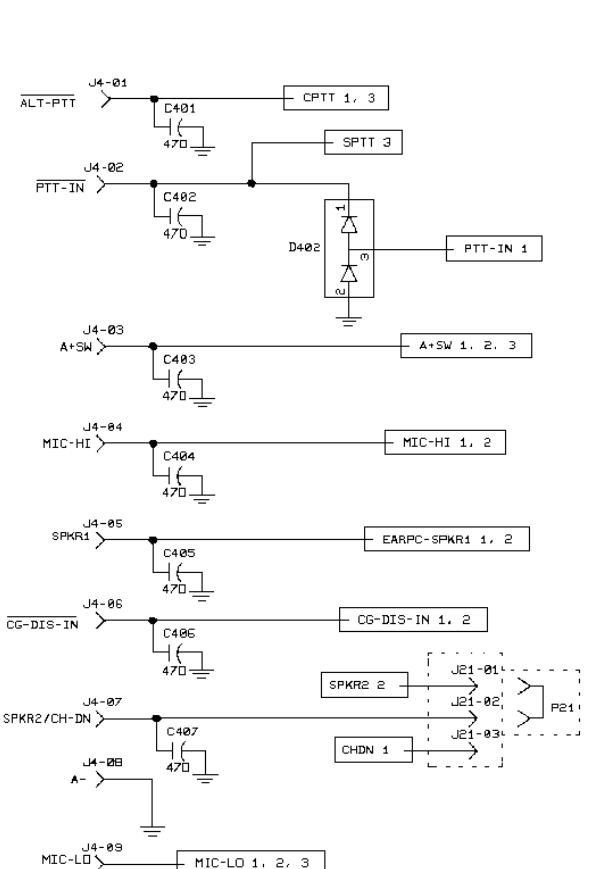 J4-01
ALT-PTT
CPTT 1, 3
C401
470
SPTT 3
J4-02
PTT-IN
C402
470
1
D402
3
2
PTT-IN 1
J4-03
A+SW
A+SW 1, 2, 3
C403
470
J4-04
MIC-HI
MIC-HI 1, 2
C404
470
J4-05
SPKR1
EARPC-SPKR1 1, 2
C405
470
J4-06
CG-DIS-IN
CG-DIS-IN 1, 2
C406
470
J21-01
SPKR2 2
J4-07
J21-02
P21
SPKR2/CH-DN
C407
470
J21-03
CHDN 1
J4-08
A-
J4-09
MIC-LO
MIC-LO 1, 2, 3